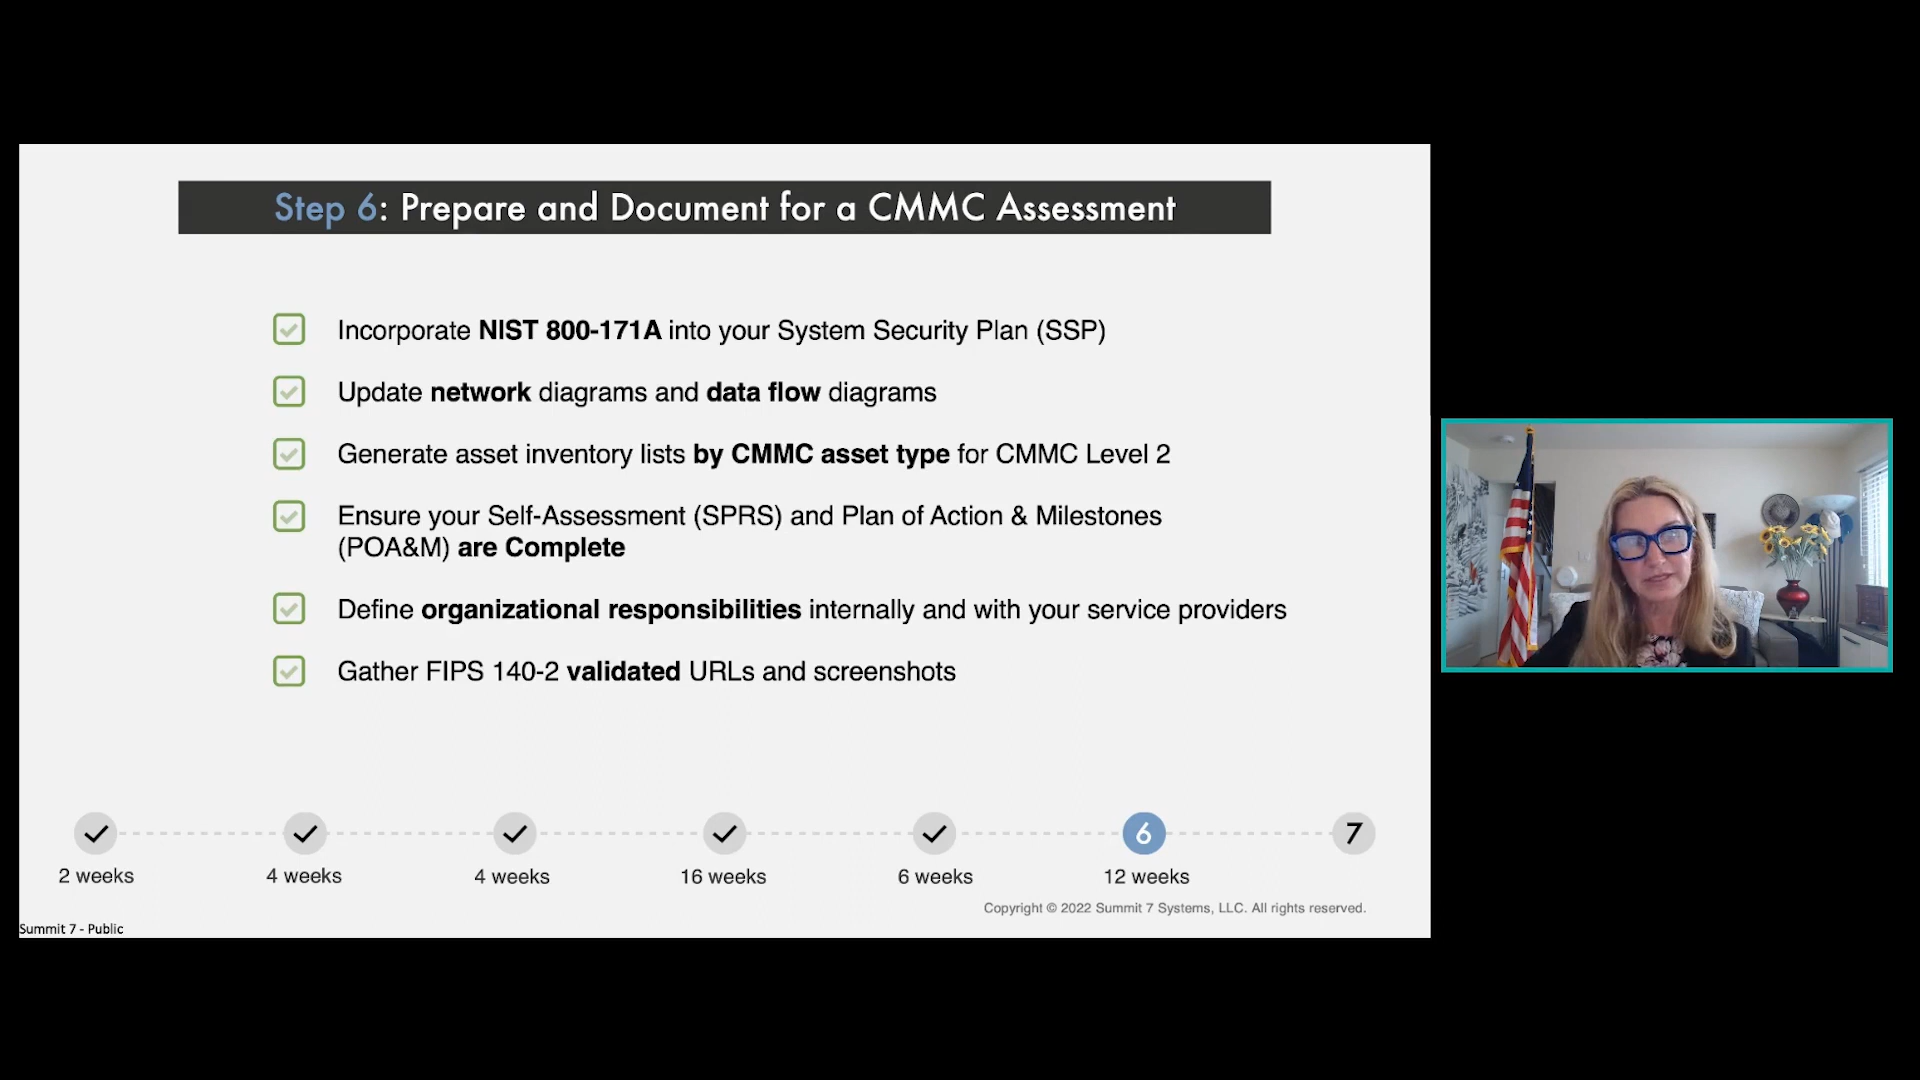 Step 6: Prepare and Document for a CMMC Assessment
Incorporate NIST 800-171A into your System Security Plan (SSP)
Update network diagrams and data flow diagrams
Generate asset inventory lists by CMMC asset type for CMMC Level 2
Ensure your Self-Assessment (SPRS) and Plan of Action & Milestones
(POA&M) are Complete
Define organizational responsibilities internally and with your service providers
Gather FIPS 140-2 validated URLs and screenshots
6 7
2 weeks 4 weeks 4 weeks 16 weeks 6 weeks 12 weeks
Copyright © 2022 Summit 7 Systems, LLC. All rights reserved.
Summit 7 - Public